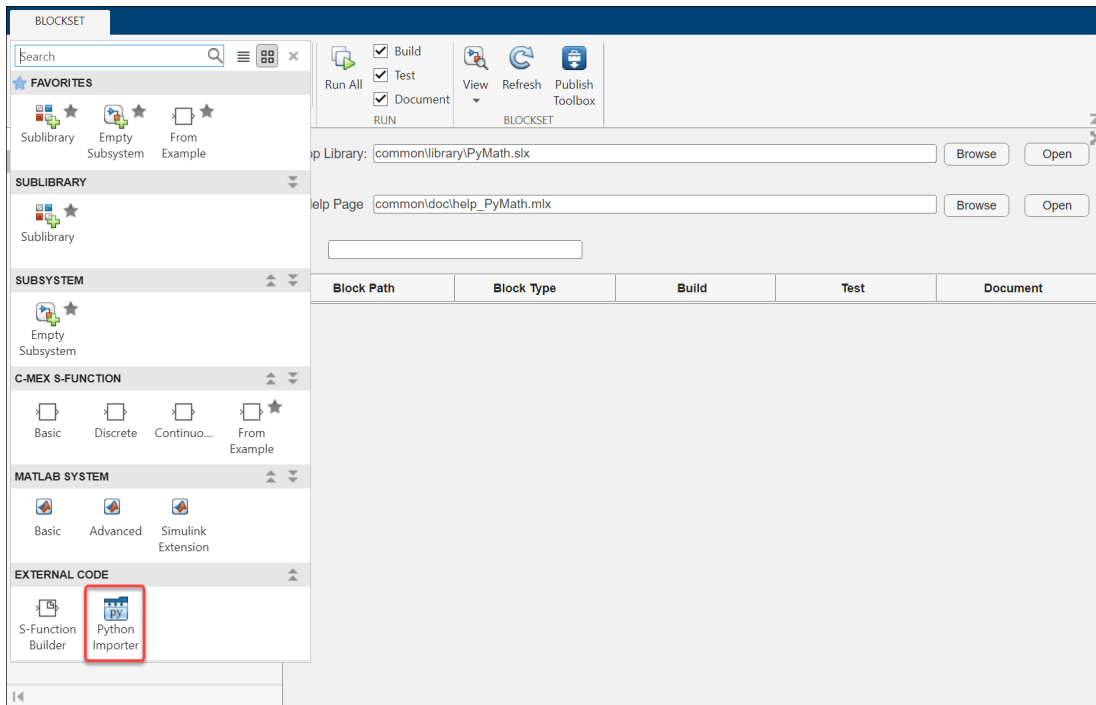 BLOCKSET
Search
FAVORITES
Sublibrary
Empty
Subsystem
From
Example
SUBLIBRARY
Sublibrary
SUBSYSTEM
Empty
Subsystem
C-MEX S-FUNCTION
Basic
Discrete
Continuo...
From
Example
MATLAB SYSTEM
Basic
Advanced
Simulink
Extension
EXTERNAL CODE
S-Function
Builder
py
Python
Importer
Run All
Build
Test
Document
RUN
View
Refresh
Publish
Toolbox
BLOCKSET
Library: common\library\PyMath.slx Browse Open
Page common\doc\help_PyMath.mlx Browse Open
Block Path Block Type Build Test Document